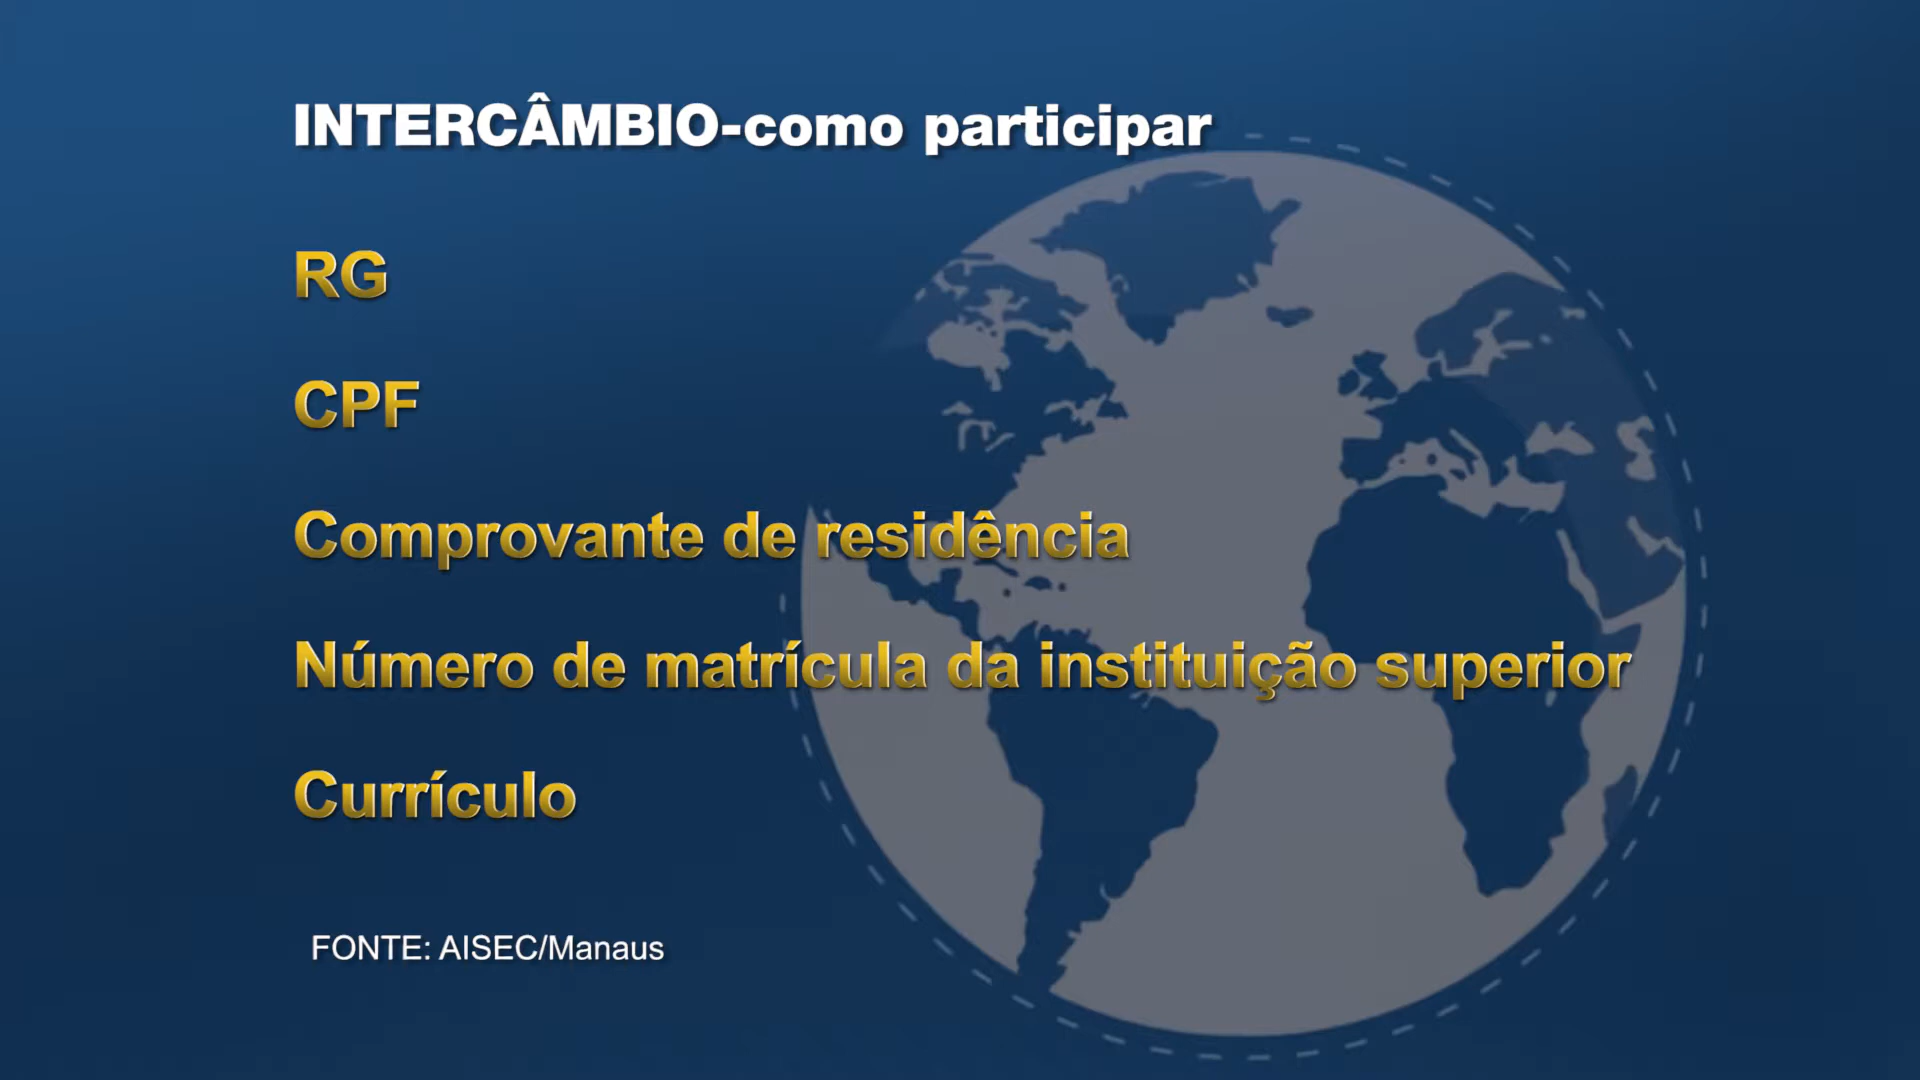 INTERCÂMBIO-como participar
RG
CPF
Comprovante de residência
Número de matrícula da instituição superior
Currículo
FONTE: AISEC/Manaus